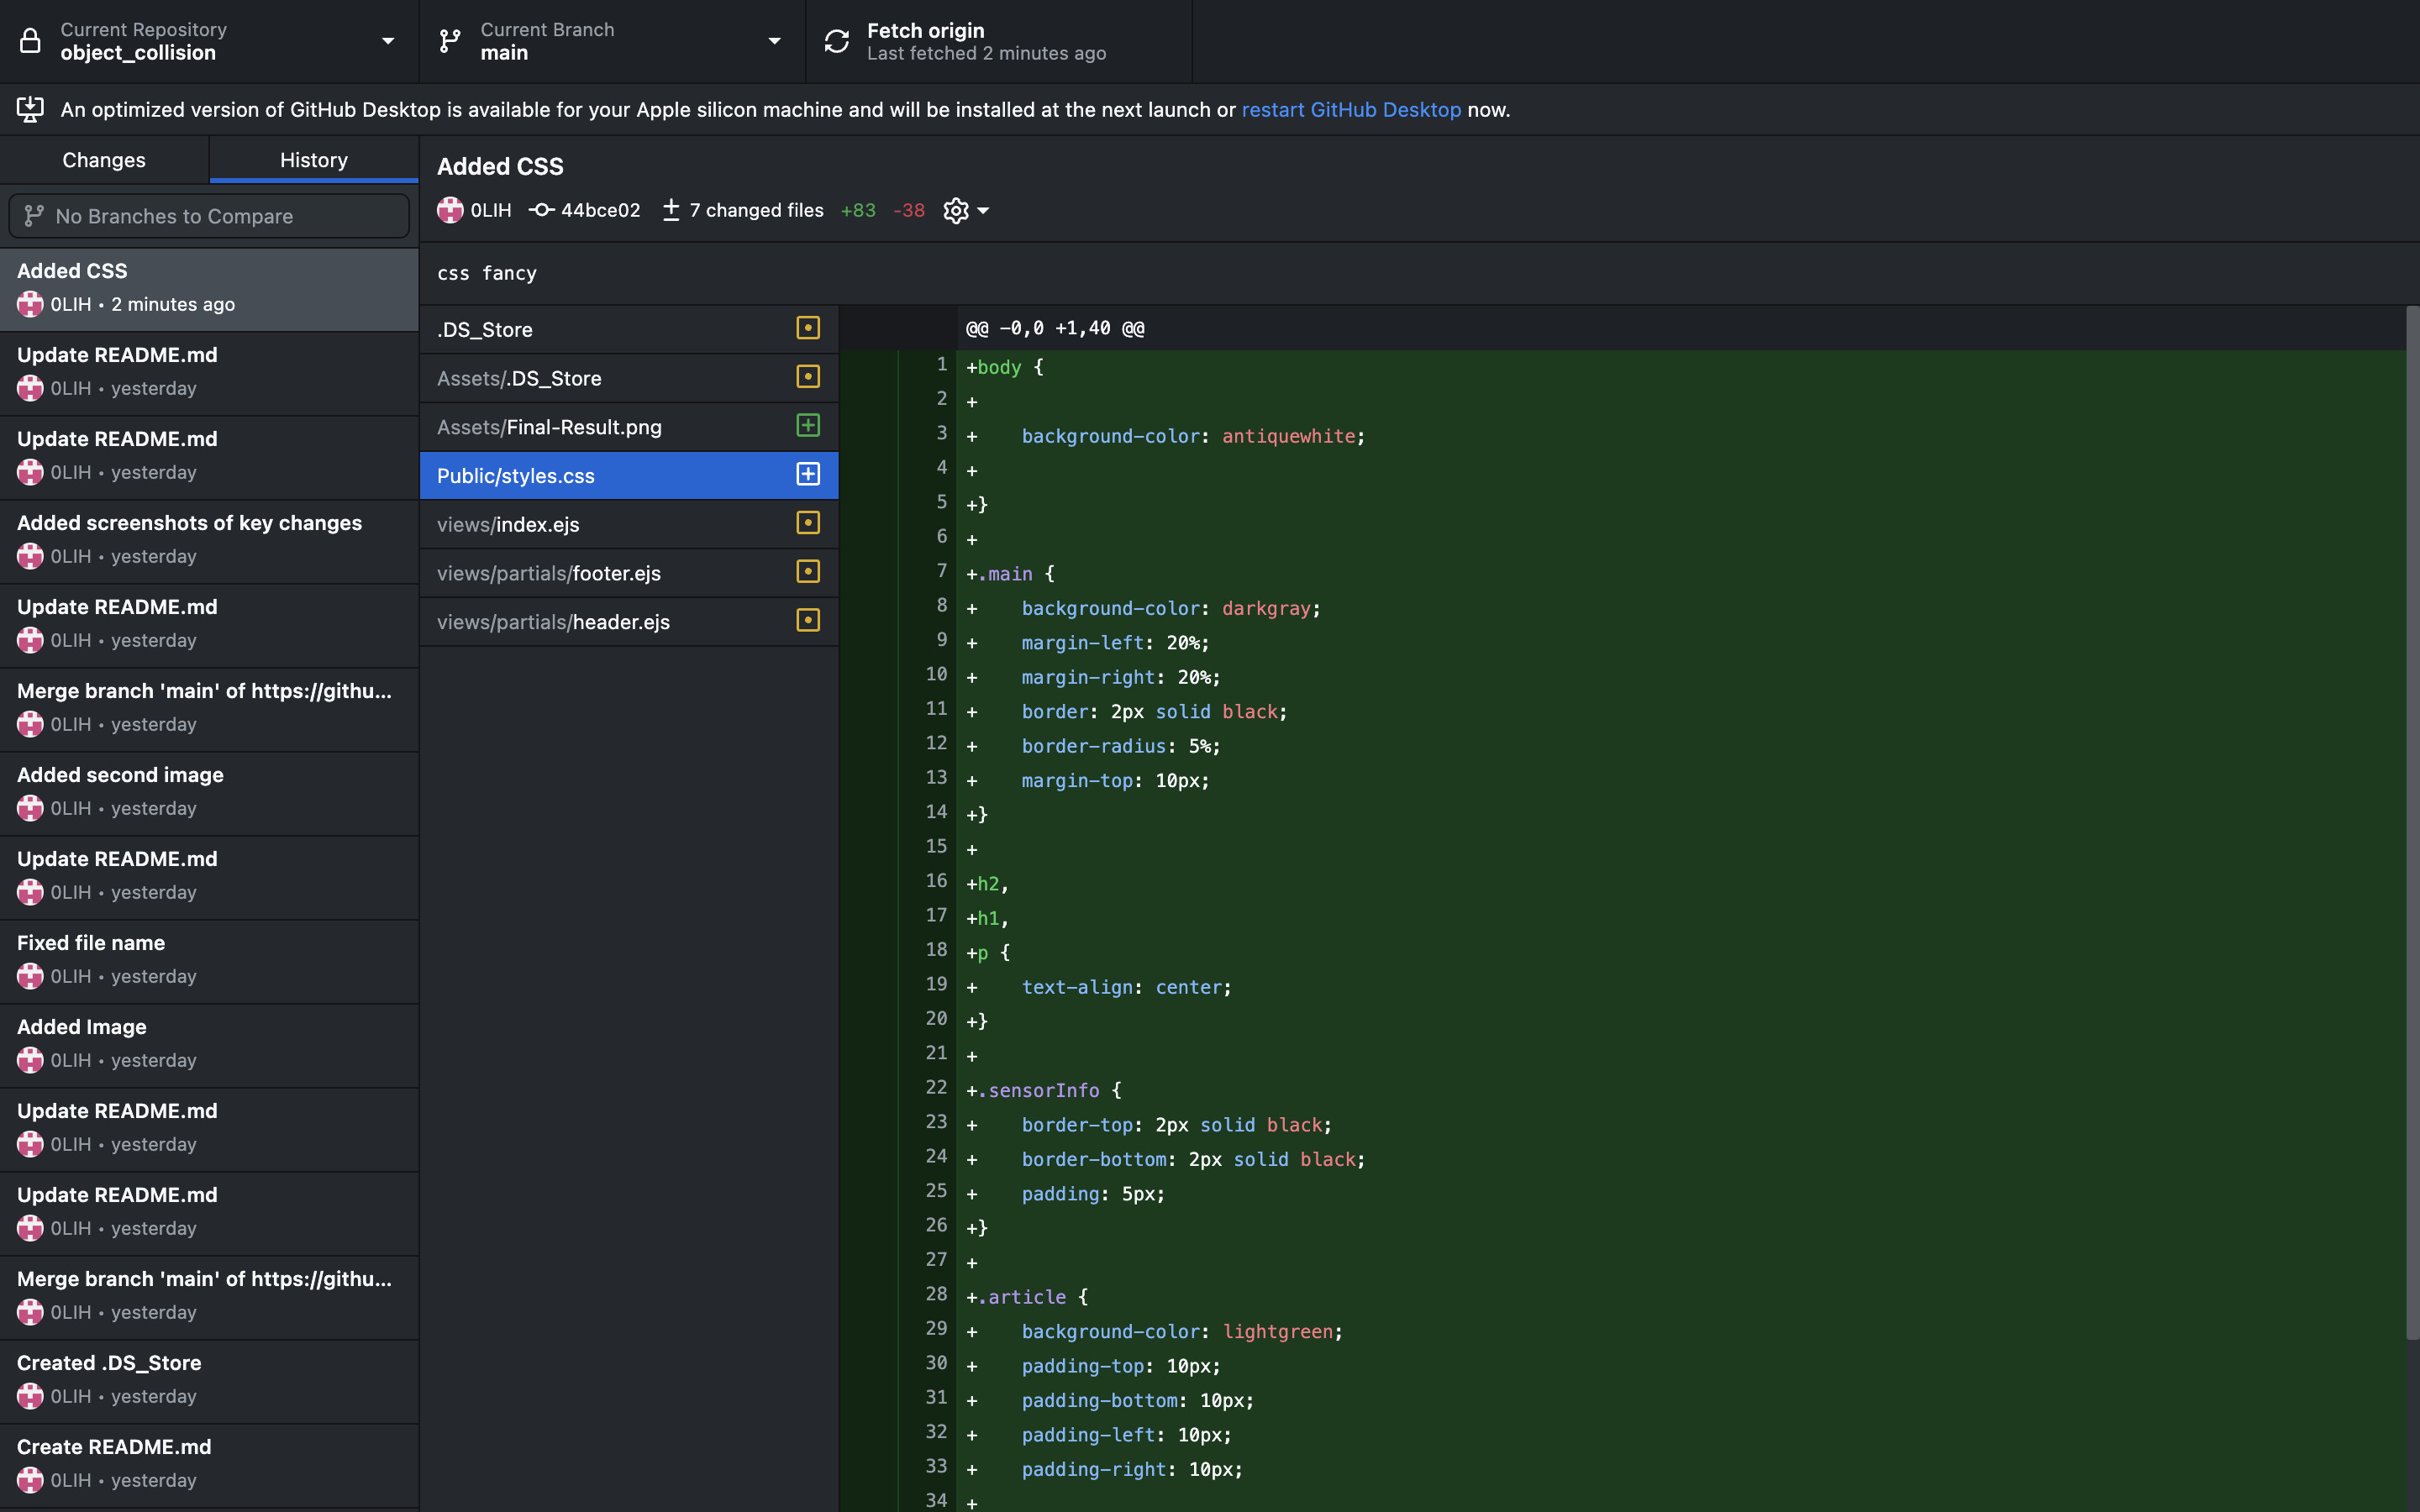 Current Repository
object_collision
Current Branch
main
Fetch origin
Last fetched 2 minutes ago
An optimized version of GitHub Desktop is available for your Apple silicon machine and will be installed at the next launch or restart GitHub Desktop now.
Changes
History
No Branches to Compare
Added CSS
0LIH • 2 minutes ago
Update README.md
0LIH • yesterday
Update README.md
0LIH • yesterday
Added screenshots of key changes
0LIH • yesterday
Update README.md
0LIH • yesterday
Merge branch 'main' of https://githu...
0LIH • yesterday
Added second image
0LIH • yesterday
Update README.md
0LIH • yesterday
Fixed file name
0LIH • yesterday
Added Image
0LIH • yesterday
Update README.md
0LIH • yesterday
Update README.md
0LIH • yesterday
Merge branch 'main' of https://githu...
0LIH • yesterday
Created .DS_Store
0LIH • yesterday
Create README.md
0LIH • yesterday
Added CSS
0LIH 44bce02 7 changed files +83 -38
css fancy
.DS_Store
Assets/.DS_Store
Assets/Final-Result.png
Public/styles.css
views/index.ejs
views/partials/footer.ejs
views/partials/header.ejs
@@ -0,0 +1,40 @@
1 +body {
2 +
3 +    background-color: antiquewhite;
4 +
5 +}
6 +
7 +.main {
8 +    background-color: darkgray;
9 +    margin-left: 20%;
10 +    margin-right: 20%;
11 +    border: 2px solid black;
12 +    border-radius: 5%;
13 +    margin-top: 10px;
14 +}
15 +
16 +h2,
17 +h1,
18 +p {
19 +    text-align: center;
20 +}
21 +
22 +.sensorInfo {
23 +    border-top: 2px solid black;
24 +    border-bottom: 2px solid black;
25 +    padding: 5px;
26 +}
27 +
28 +.article {
29 +    background-color: lightgreen;
30 +    padding-top: 10px;
31 +    padding-bottom: 10px;
32 +    padding-left: 10px;
33 +    padding-right: 10px;
34 +